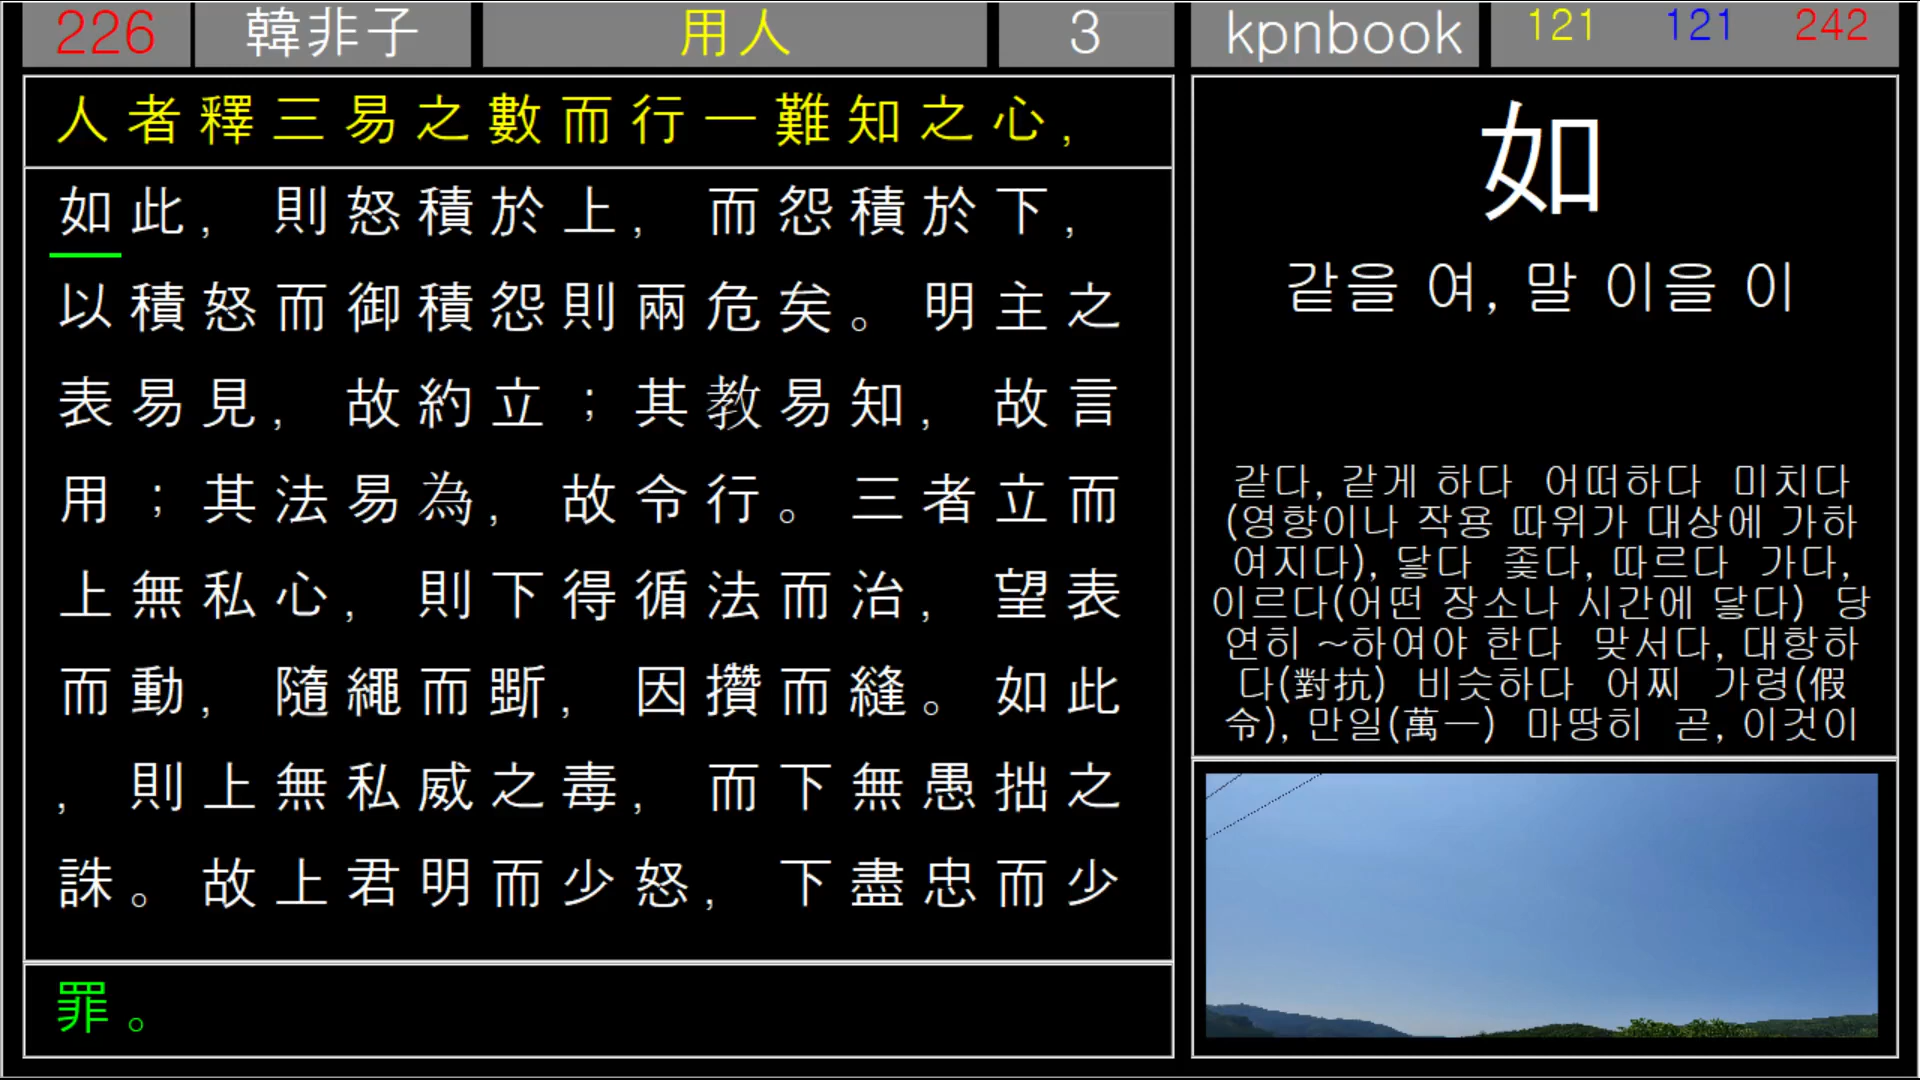 226 韓非子 用人 3 kpnbook 121 121 242
人者釋三易之數而行一難知之心,
如此, 則怒積於上, 而怨積於下,
以積怒而御積怨則兩危矣。明主之
表易見, 故約立;其教易知, 故言
用;其法易為, 故令行。三者立而
上無私心, 則下得循法而治, 望表
而動, 隨繩而斲, 因攢而縫。如此
, 則上無私威之毒, 而下無愚拙之
誅。故上君明而少怒, 下盡忠而少
罪。
如
같을 여, 말 이을 이
같다, 같게 하다 어떠하다 미치다
(영향이나 작용 따위가 대상에 가하
여지다), 닿다 좇다, 따르다 가다,
이르다(어떤 장소나 시간에 닿다) 당
연히 ~하여야 한다 맞서다, 대항하
다(對抗) 비슷하다 어찌 가령(假
令), 만일(萬一) 마땅히 곧, 이것이